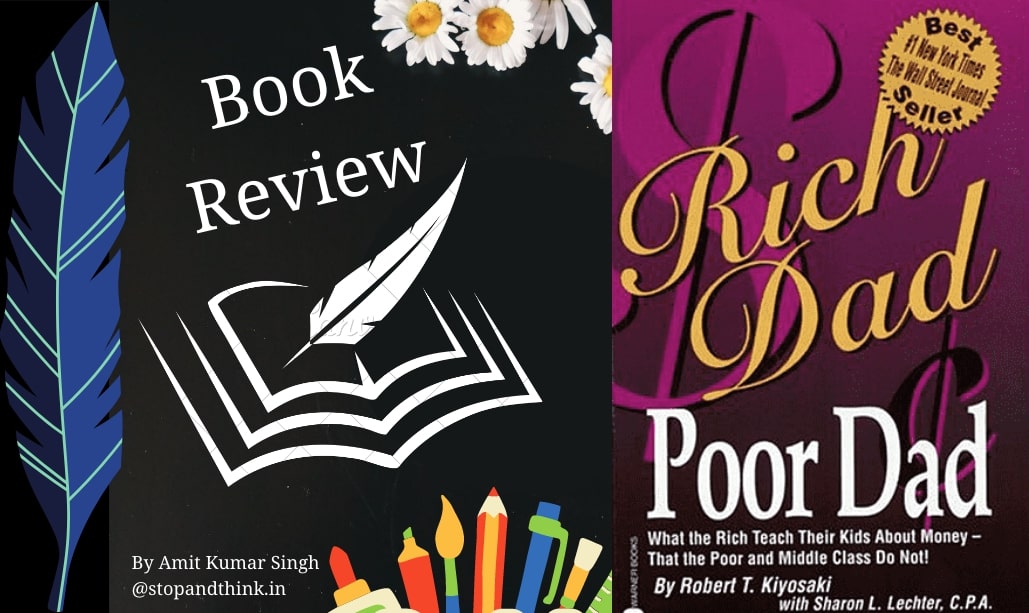 Book
Review
By Amit Kumar Singh
@stopandthink.in
Best
#1 New York Times
The Wall Street Journal
Seller
Rich
Dad
Poor Dad
What the Rich Teach Their Kids About Money –
That the Poor and Middle Class Do Not!
By Robert T. Kiyosaki
with Sharon L. Lechter, C.P.A.
WARNER BOOKS